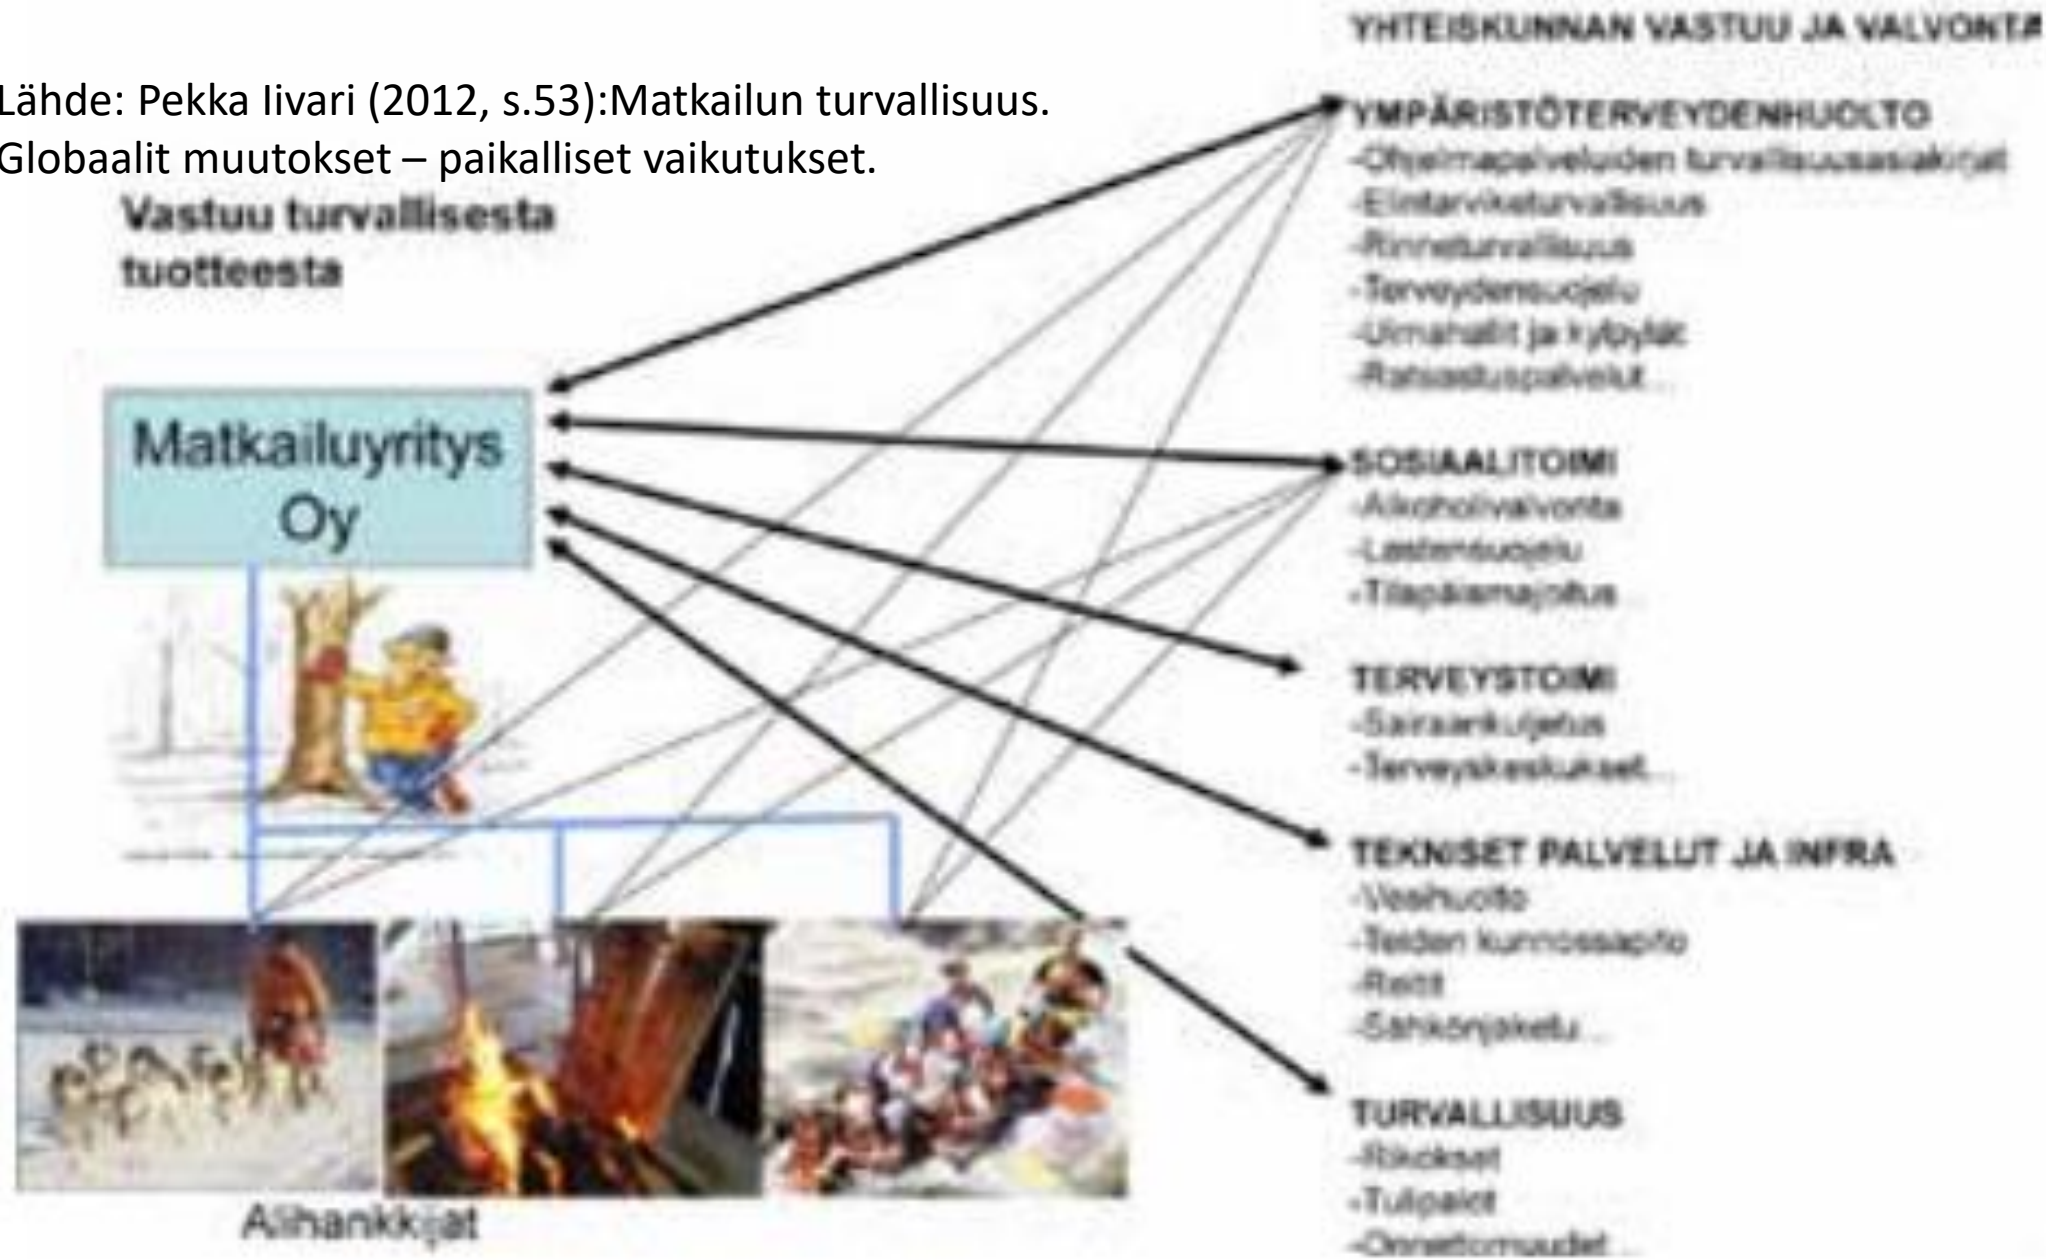 Lähde: Pekka Iivari (2012, s.53):Matkailun turvallisuus.
Globaalit muutokset – paikalliset vaikutukset.
Vastuu turvallisesta
tuotteesta
Matkailuyritys
Oy
Alihankkijat
YHTEISKUNNAN VASTUU JA VALVONTA
YMPÄRISTÖTERVEYDENHUOLTO
-Ohjelmapalveluiden turvallisuusasiakirjat
-Elintarviketurvallisuus
-Rinneturvallisuus
-Terveydensuojelu
-Uimahallit ja kylpylät
-Ratsastuspalvelut...
SOSIAALITOIMI
-Alkoholivalvonta
-Lastensuojelu
-Tilapäismajoitus...
TERVEYSTOIMI
-Sairaankuljetus
-Terveyskeskukset...
TEKNISET PALVELUT JA INFRA
-Vesihuolto
-Teiden kunnossapito
-Reitit
-Sähkönjakelu...
TURVALLISUUS
-Rikokset
-Tulipalot
-Onnettomuudet...